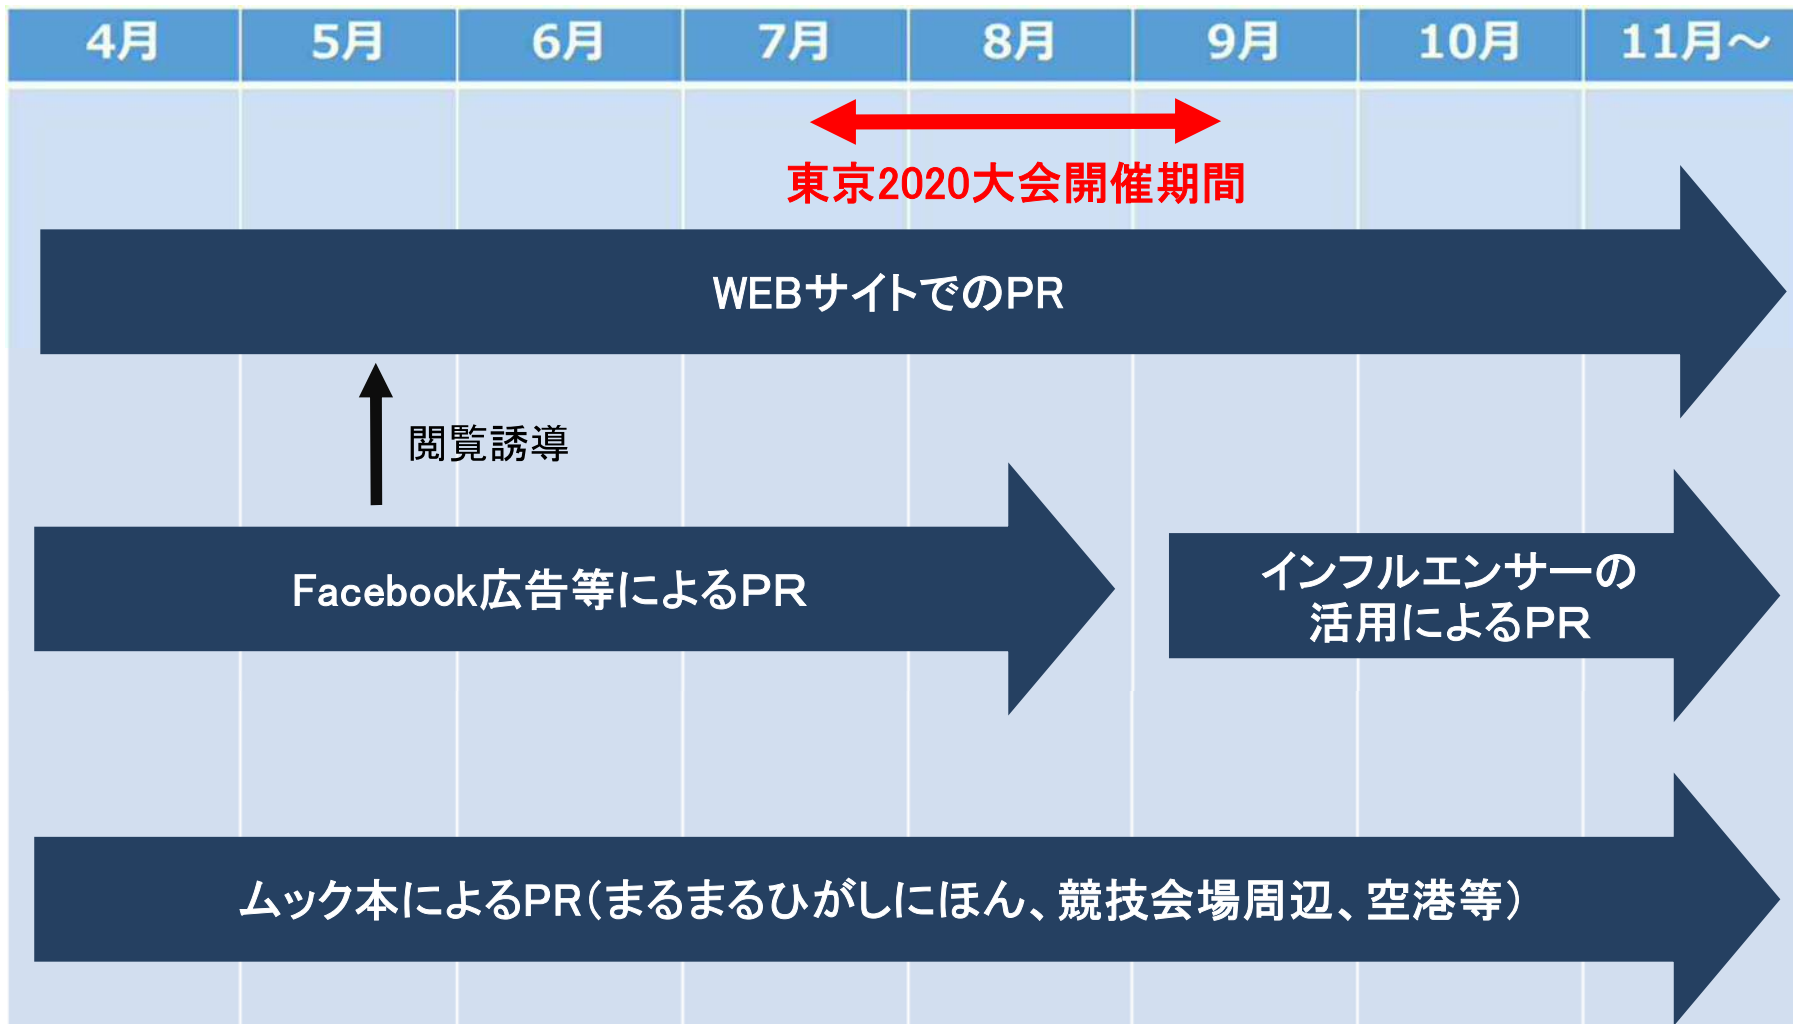 4月 5月 6月 7月 8月 9月 10月 11月～
東京2020大会開催期間
WEBサイトでのPR
閲覧誘導
Facebook広告等によるPR
インフルエンサーの
活用によるPR
ムック本によるPR（まるまるひがしにほん、競技会場周辺、空港等）